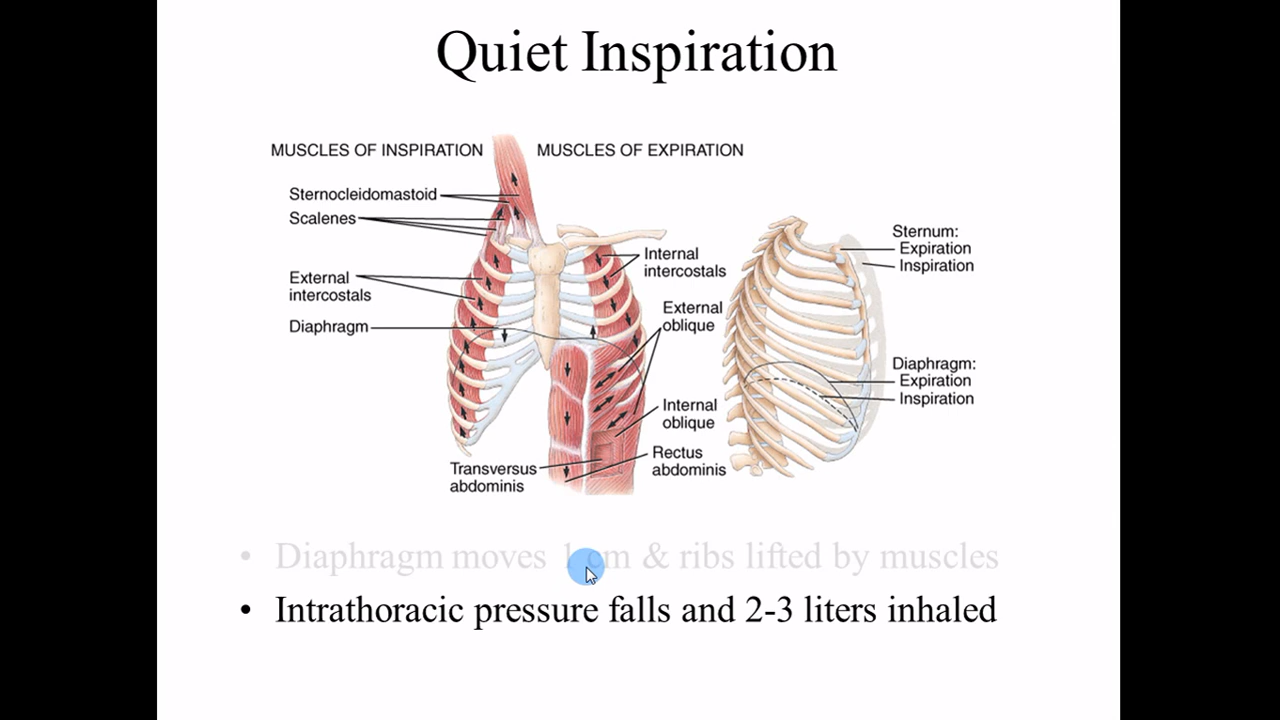 Quiet Inspiration
MUSCLES OF INSPIRATION
MUSCLES OF EXPIRATION
Sternocleidomastoid
Scalenes
External
intercostals
Diaphragm
Internal
intercostals
External
oblique
Internal
oblique
Rectus
abdominis
Transversus
abdominis
Sternum:
Expiration
Inspiration
Diaphragm:
Expiration
Inspiration
• Diaphragm moves 1 cm & ribs lifted by muscles
• Intrathoracic pressure falls and 2-3 liters inhaled